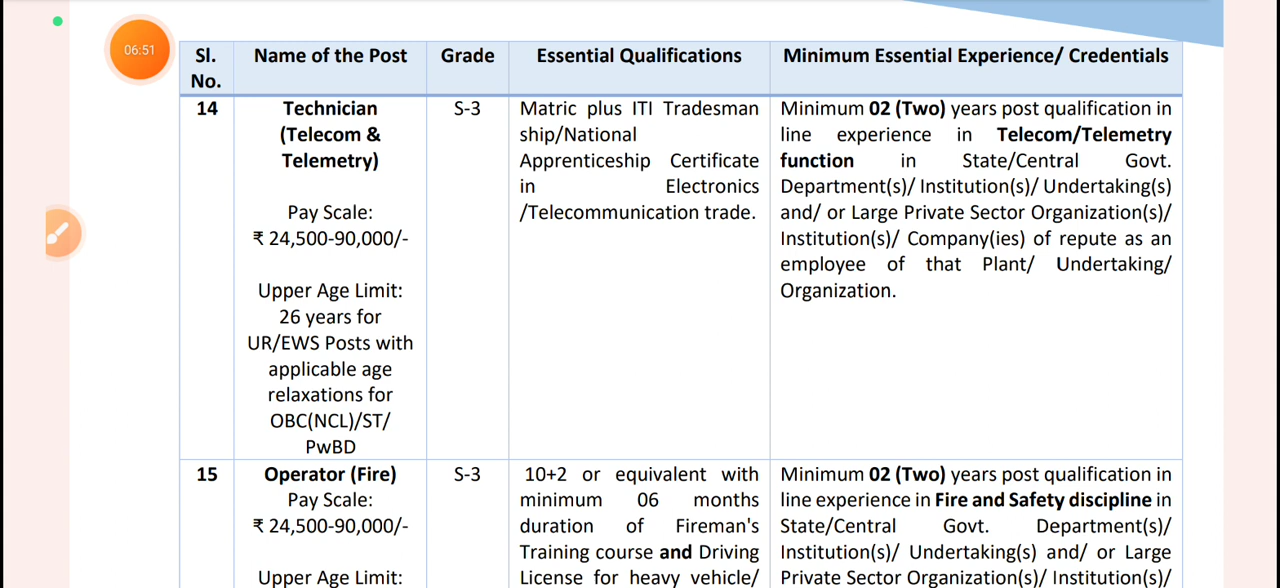 06:51
Sl. No.
Name of the Post
Grade
Essential Qualifications
Minimum Essential Experience/ Credentials
14
Technician
(Telecom &
Telemetry)
Pay Scale:
₹ 24,500-90,000/-
Upper Age Limit:
26 years for
UR/EWS Posts with
applicable age
relaxations for
OBC(NCL)/ST/
PwBD
S-3
Matric plus ITI Tradesman
ship/National
Apprenticeship Certificate
in Electronics
/Telecommunication trade.
Minimum 02 (Two) years post qualification in
line experience in Telecom/Telemetry
function in State/Central Govt.
Department(s)/ Institution(s)/ Undertaking(s)
and/ or Large Private Sector Organization(s)/
Institution(s)/ Company(ies) of repute as an
employee of that Plant/ Undertaking/
Organization.
15
Operator (Fire)
Pay Scale:
₹ 24,500-90,000/-
Upper Age Limit:
S-3
10+2 or equivalent with
minimum 06 months
duration of Fireman's
Training course and Driving
License for heavy vehicle/
Minimum 02 (Two) years post qualification in
line experience in Fire and Safety discipline in
State/Central Govt. Department(s)/
Institution(s)/ Undertaking(s) and/ or Large
Private Sector Organization(s)/ Institution(s)/